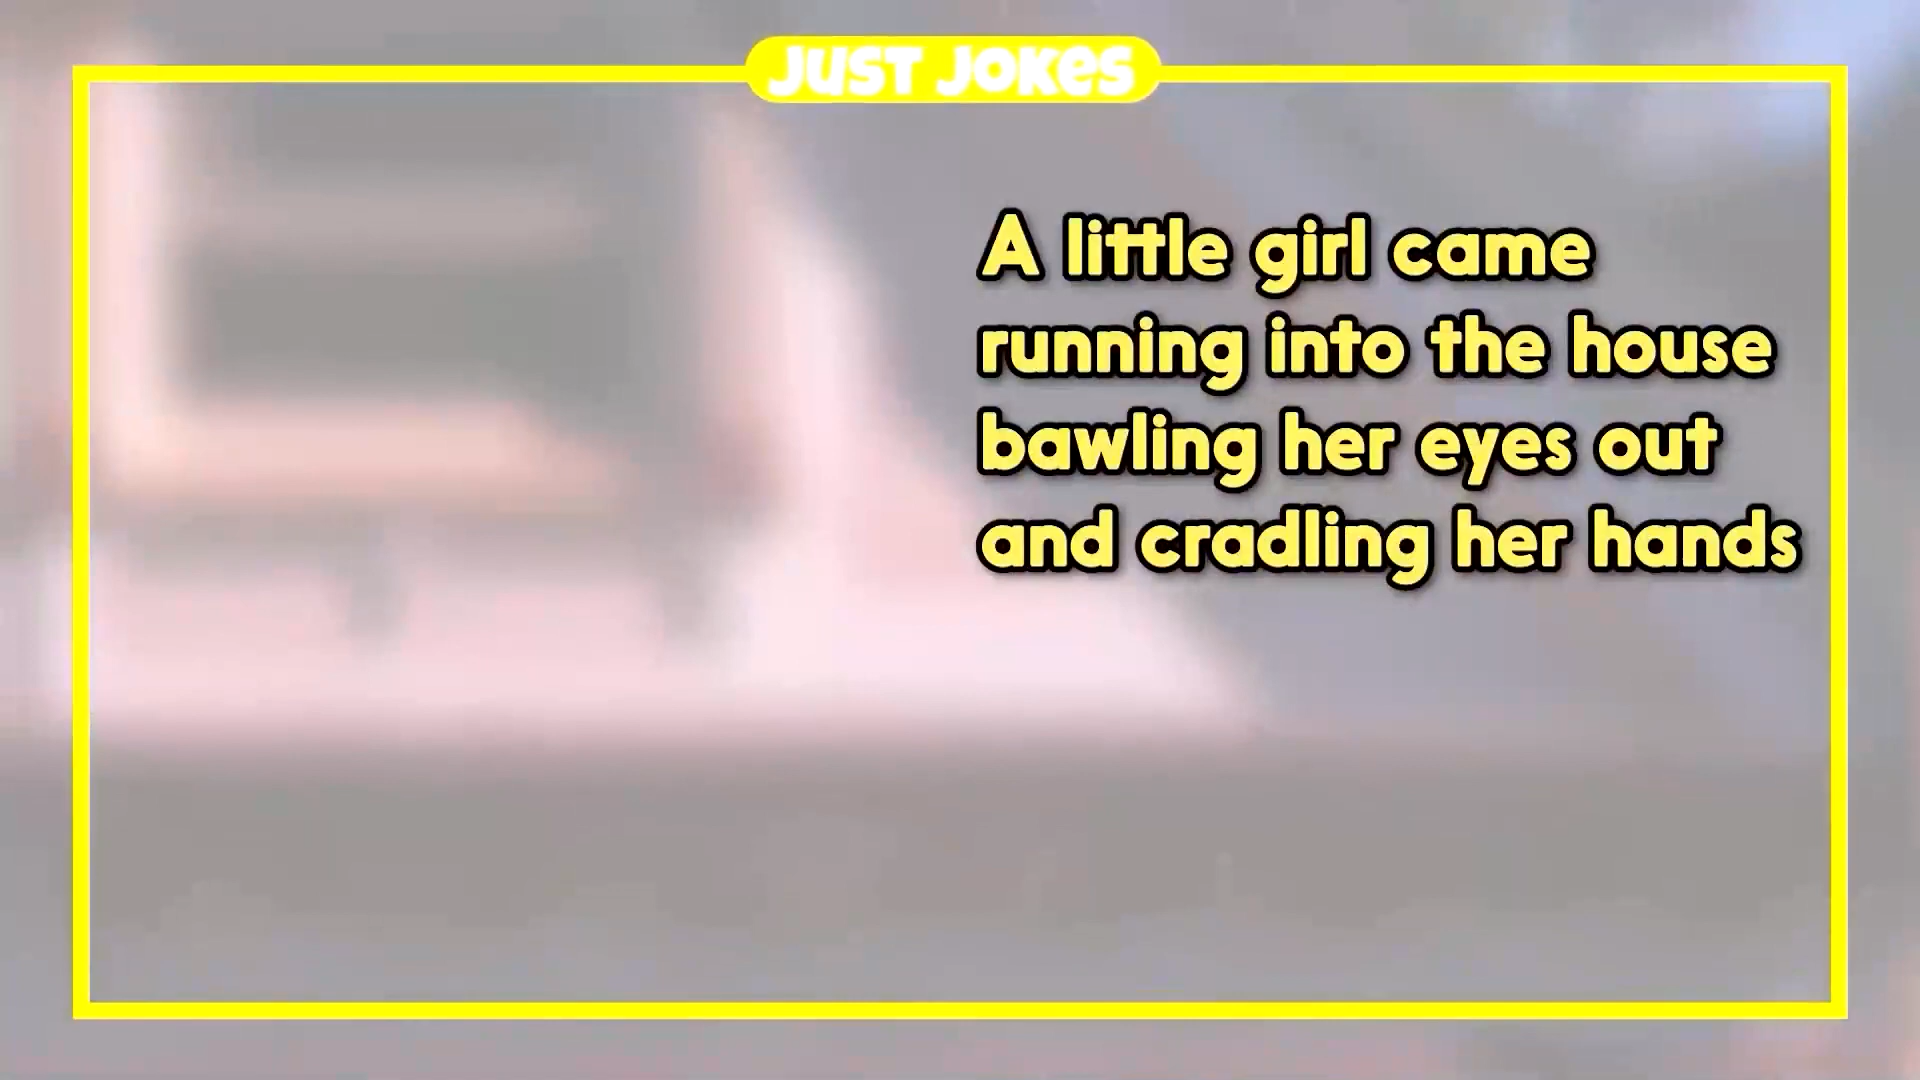 JUST JOKES
A little girl came
running into the house
bawling her eyes out
and cradling her hands